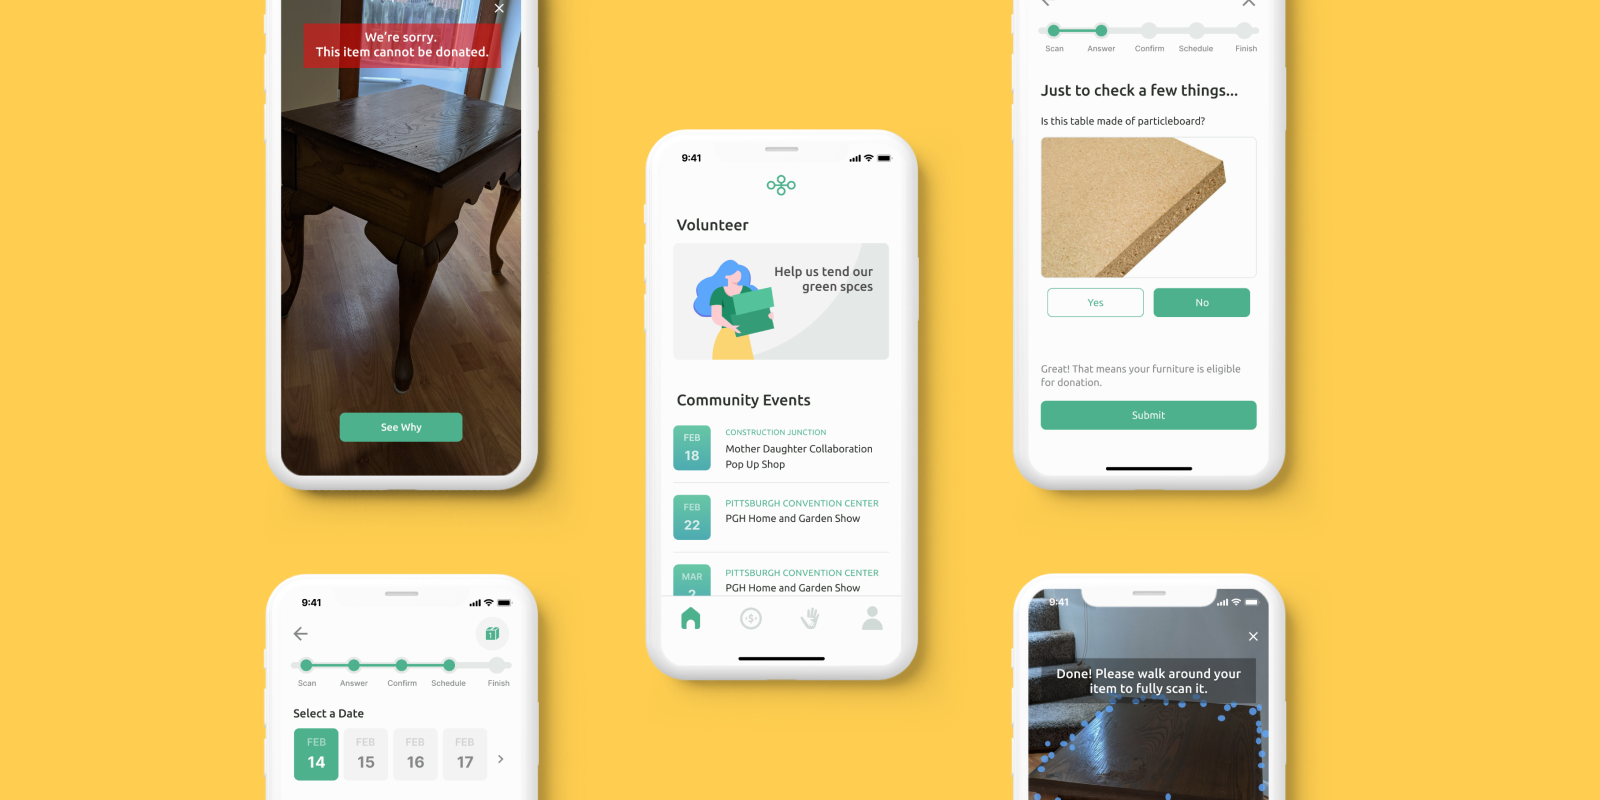 We're sorry.
This item cannot be donated.
See Why
9:41
Scan
Answer
Confirm
Schedule
Finish
Select a Date
FEB
14
FEB
15
FEB
16
FEB
17
9:41
Volunteer
Help us tend our
green spces
Community Events
FEB
18
CONSTRUCTION JUNCTION
Mother Daughter Collaboration
Pop Up Shop
FEB
22
PITTSBURGH CONVENTION CENTER
PGH Home and Garden Show
MAR
2
PITTSBURGH CONVENTION CENTER
PGH Home and Garden Show
Scan
Answer
Confirm
Schedule
Finish
Just to check a few things...
Is this table made of particleboard?
Yes
No
Great! That means your furniture is eligible
for donation.
Submit
9:41
Done! Please walk around your
item to fully scan it.